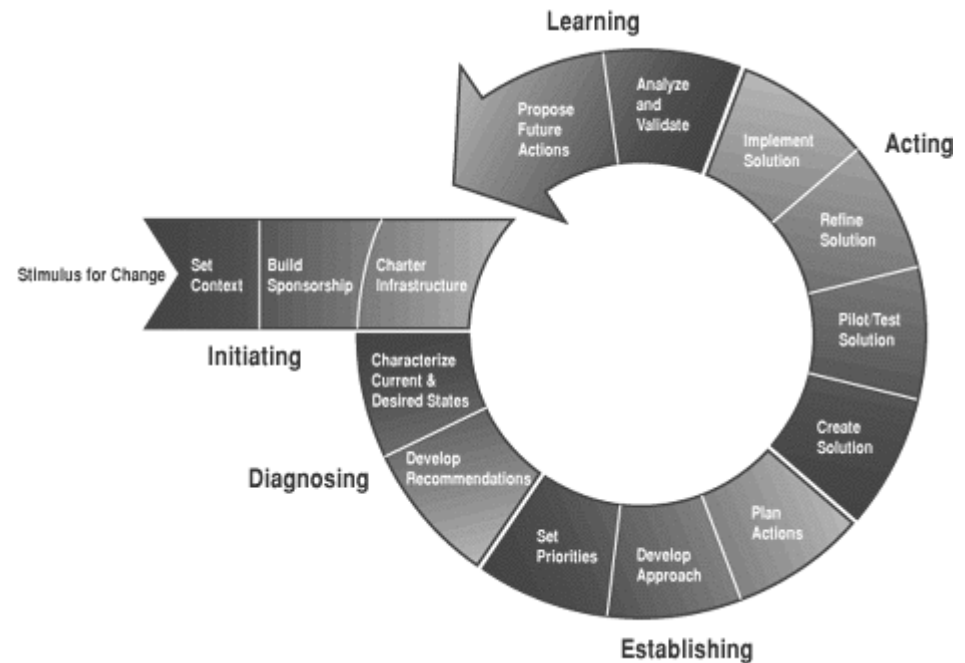 Learning
Propose
Future
Actions
Analyze
and
Validate
Implement
Solution
Acting
Refine
Solution
Pilot/Test
Solution
Create
Solution
Stimulus for Change
Set
Context
Build
Sponsorship
Charter
Infrastructure
Initiating
Characterize
Current &
Desired States
Diagnosing
Develop
Recommendations
Set
Priorities
Develop
Approach
Plan
Actions
Establishing